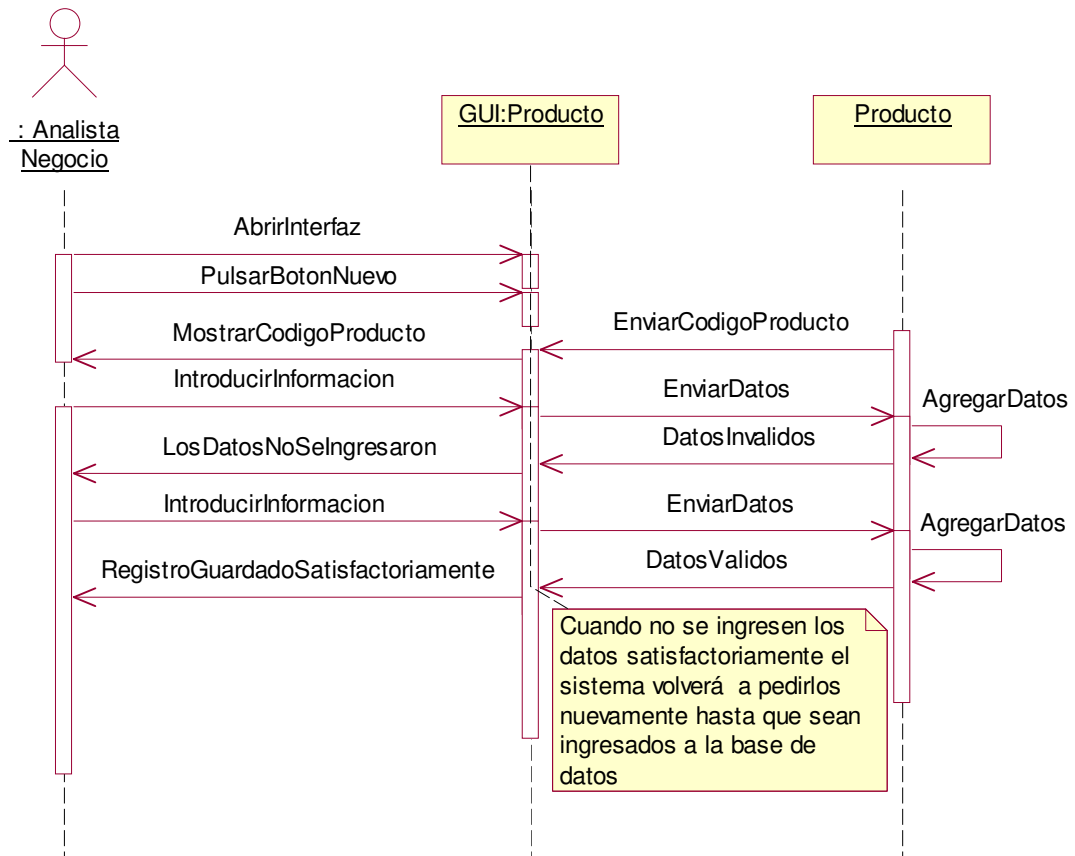 _ : Analista
Negocio
GUI:Producto
Producto
AbrirInterfaz
PulsarBotonNuevo
EnviarCodigoProducto
MostrarCodigoProducto
IntroducirInformacion
EnviarDatos
AgregarDatos
DatosInvalidos
LosDatosNoSeIngresaron
IntroducirInformacion
EnviarDatos
AgregarDatos
DatosValidos
RegistroGuardadoSatisfactoriamente
Cuando no se ingresen los
datos satisfactoriamente el
sistema volverá a pedirlos
nuevamente hasta que sean
ingresados a la base de
datos